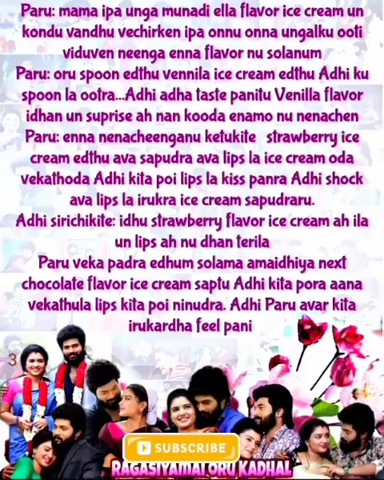 Paru: mama ipa unga munadi ella flavor ice cream un
kondu vandhu vechirken ipa onnu onna ungalku ooti
viduven neenga enna flavor nu solanum
Paru: oru spoon edthu vennila ice cream edthu Adhi ku
spoon la ootra...Adhi adha taste panitu Venilla flavor
idhan un suprise ah nan kooda enamo nu nenachen
Paru: enna nenacheenganu ketukite strawberry ice
cream edthu ava sapudra ava lips la ice cream oda
vekathoda Adhi kita poi lips la kiss panra Adhi shock
ava lips la irukra ice cream sapudraru.
Adhi sirichikite: idhu strawberry flavor ice cream ah ila
un lips ah nu dhan terila
Paru veka padra edhum solama amaidhiya next
chocolate flavor ice cream saptu Adhi kita pora aana
vekathula lips kita poi ninudra. Adhi Paru avar kita
irukardha feel pani
3
SUBSCRIBE
RAGASIYAMAI ORU KADHAL